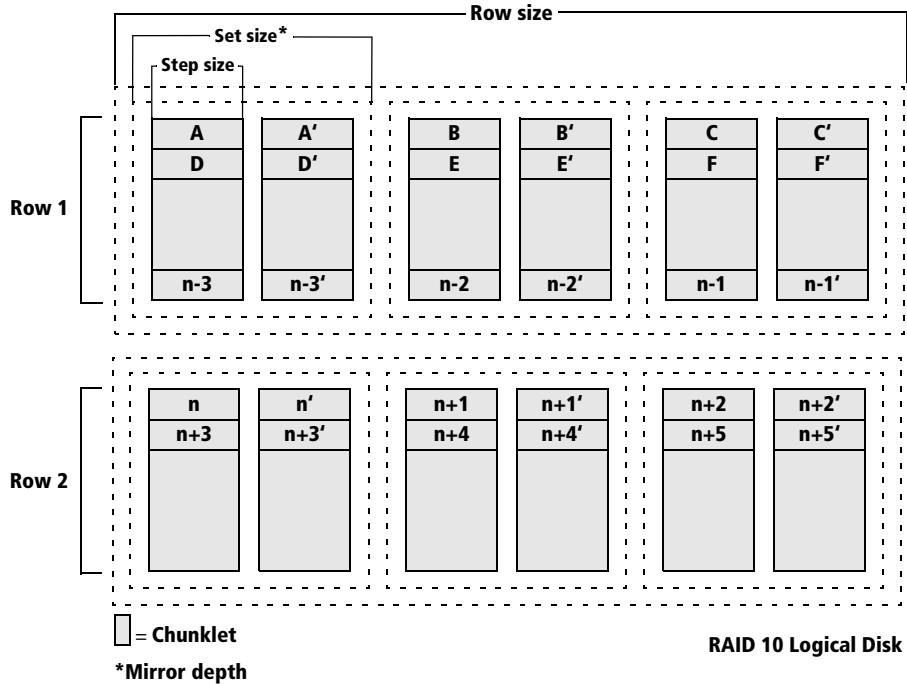 Row size
Set size*
Step size
Row 1
A A‘ B B‘ C C‘
D D‘ E E‘ F F‘
n-3 n-3‘ n-2 n-2‘ n-1 n-1‘
Row 2
n n‘ n+1 n+1‘ n+2 n+2‘
n+3 n+3‘ n+4 n+4‘ n+5 n+5‘
= Chunklet
RAID 10 Logical Disk
*Mirror depth